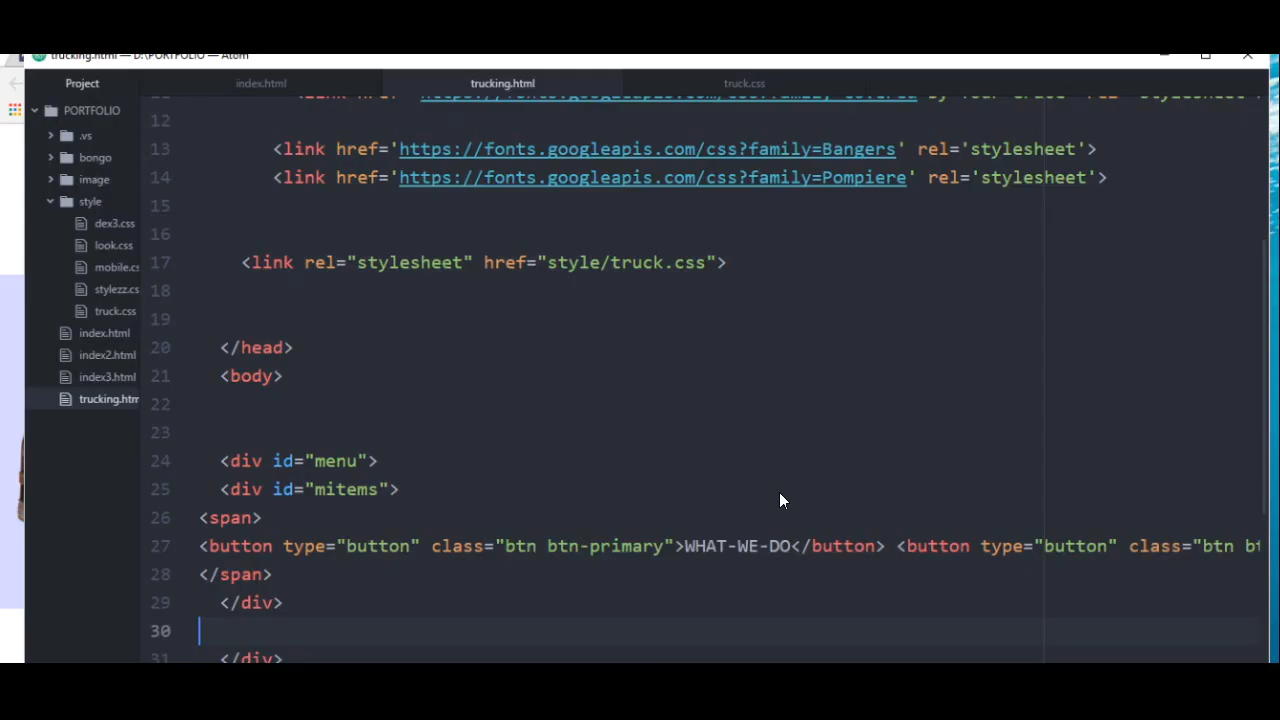 trucking.html — D:\PORTFOLIO — Atom
Project
index.html
trucking.html
truck.css
PORTFOLIO
.vs
bongo
image
style
dex3.css
look.css
mobile.cs
stylezz.cs
truck.css
index.html
index2.html
index3.html
trucking.htm
12
13 <link href='https://fonts.googleapis.com/css?family=Bangers' rel='stylesheet'>
14 <link href='https://fonts.googleapis.com/css?family=Pompiere' rel='stylesheet'>
15
16
17 <link rel="stylesheet" href="style/truck.css">
18
19
20 </head>
21 <body>
22
23
24 <div id="menu">
25 <div id="mitems">
26 <span>
27 <button type="button" class="btn btn-primary">WHAT-WE-DO</button> <button type="button" class="btn bt
28 </span>
29 </div>
30
31 </div>